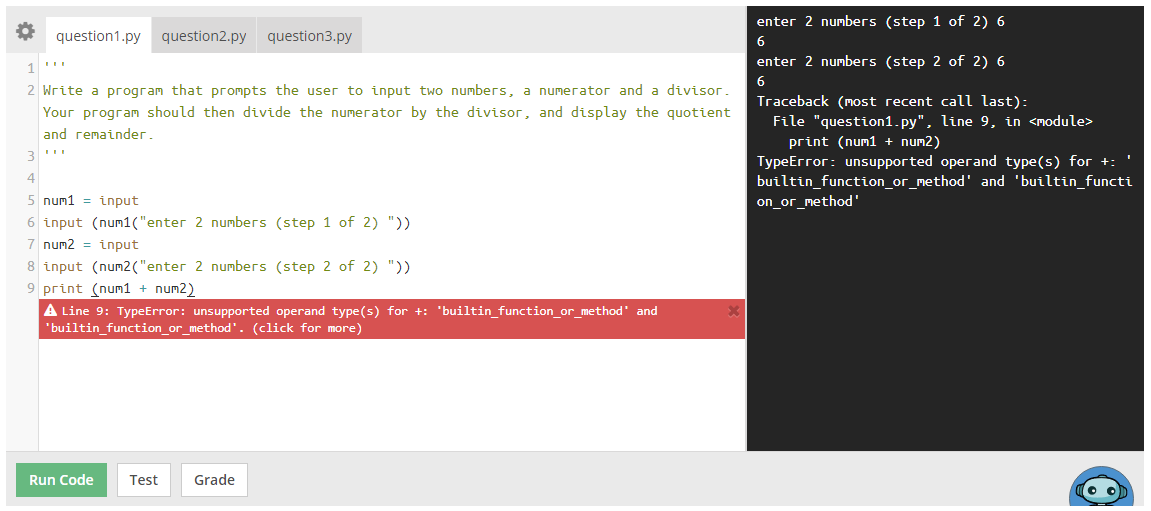 question1.py question2.py question3.py
1 '''
2 Write a program that prompts the user to input two numbers, a numerator and a divisor.
Your program should then divide the numerator by the divisor, and display the quotient
and remainder.
3 '''
4
5 num1 = input
6 input (num1("enter 2 numbers (step 1 of 2) "))
7 num2 = input
8 input (num2("enter 2 numbers (step 2 of 2) "))
9 print (num1 + num2)
Line 9: TypeError: unsupported operand type(s) for +: 'builtin_function_or_method' and
'builtin_function_or_method'. (click for more)
Run Code Test Grade
enter 2 numbers (step 1 of 2) 6
6
enter 2 numbers (step 2 of 2) 6
6
Traceback (most recent call last):
  File "question1.py", line 9, in <module>
    print (num1 + num2)
TypeError: unsupported operand type(s) for +: '
builtin_function_or_method' and 'builtin_functi
on_or_method'